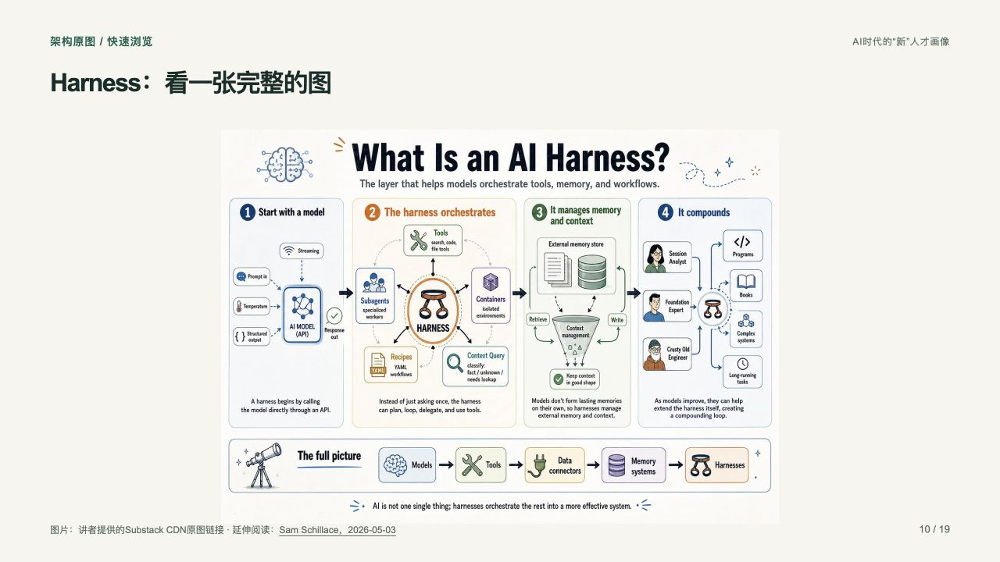 架构原图 / 快速浏览
AI时代的“新”人才画像
Harness：看一张完整的图
What Is an AI Harness?
The layer that helps models orchestrate tools, memory, and workflows.
1 Start with a model
Streaming
Prompt in
Temperature
{ } Structured
output
AI MODEL
(API)
Response
out
A harness begins by calling
the model directly through an API.
2 The harness orchestrates
Tools
search, code,
file tools
Subagents
specialized
workers
Containers
isolated
environments
HARNESS
Recipes
YAML
YAML
workflows
Context Query
classify:
fact / unknown /
needs lookup
Instead of just asking once, the harness
can plan, loop, delegate, and use tools.
3 It manages memory
and context
External memory store
Retrieve
Write
Context
management
Keep context
in good shape
Models don't form lasting memories
on their own, so harnesses manage
external memory and context.
4 It compounds
Session
Analyst
Foundation
Expert
Crusty Old
Engineer
</>
Programs
Books
Complex
systems
Long-running
tasks
As models improve, they can help
extend the harness itself, creating
a compounding loop.
The full picture
Models
Tools
Data
connectors
Memory
systems
Harnesses
AI is not one single thing; harnesses orchestrate the rest into a more effective system.
图片：讲者提供的Substack CDN原图链接 · 延伸阅读：Sam Schillace，2026-05-03
10 / 19